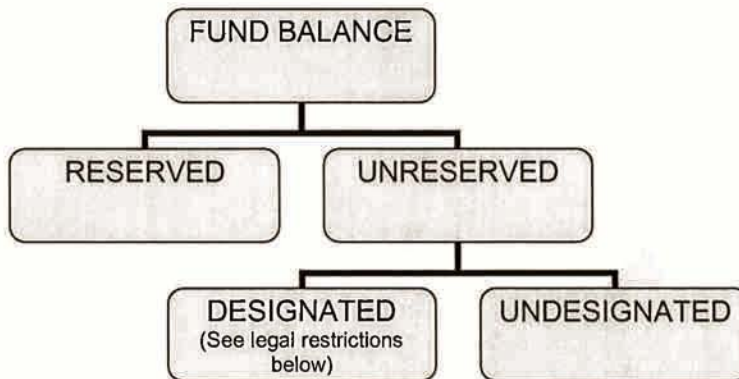 FUND BALANCE
RESERVED
UNRESERVED
DESIGNATED
(See legal restrictions
below)
UNDESIGNATED